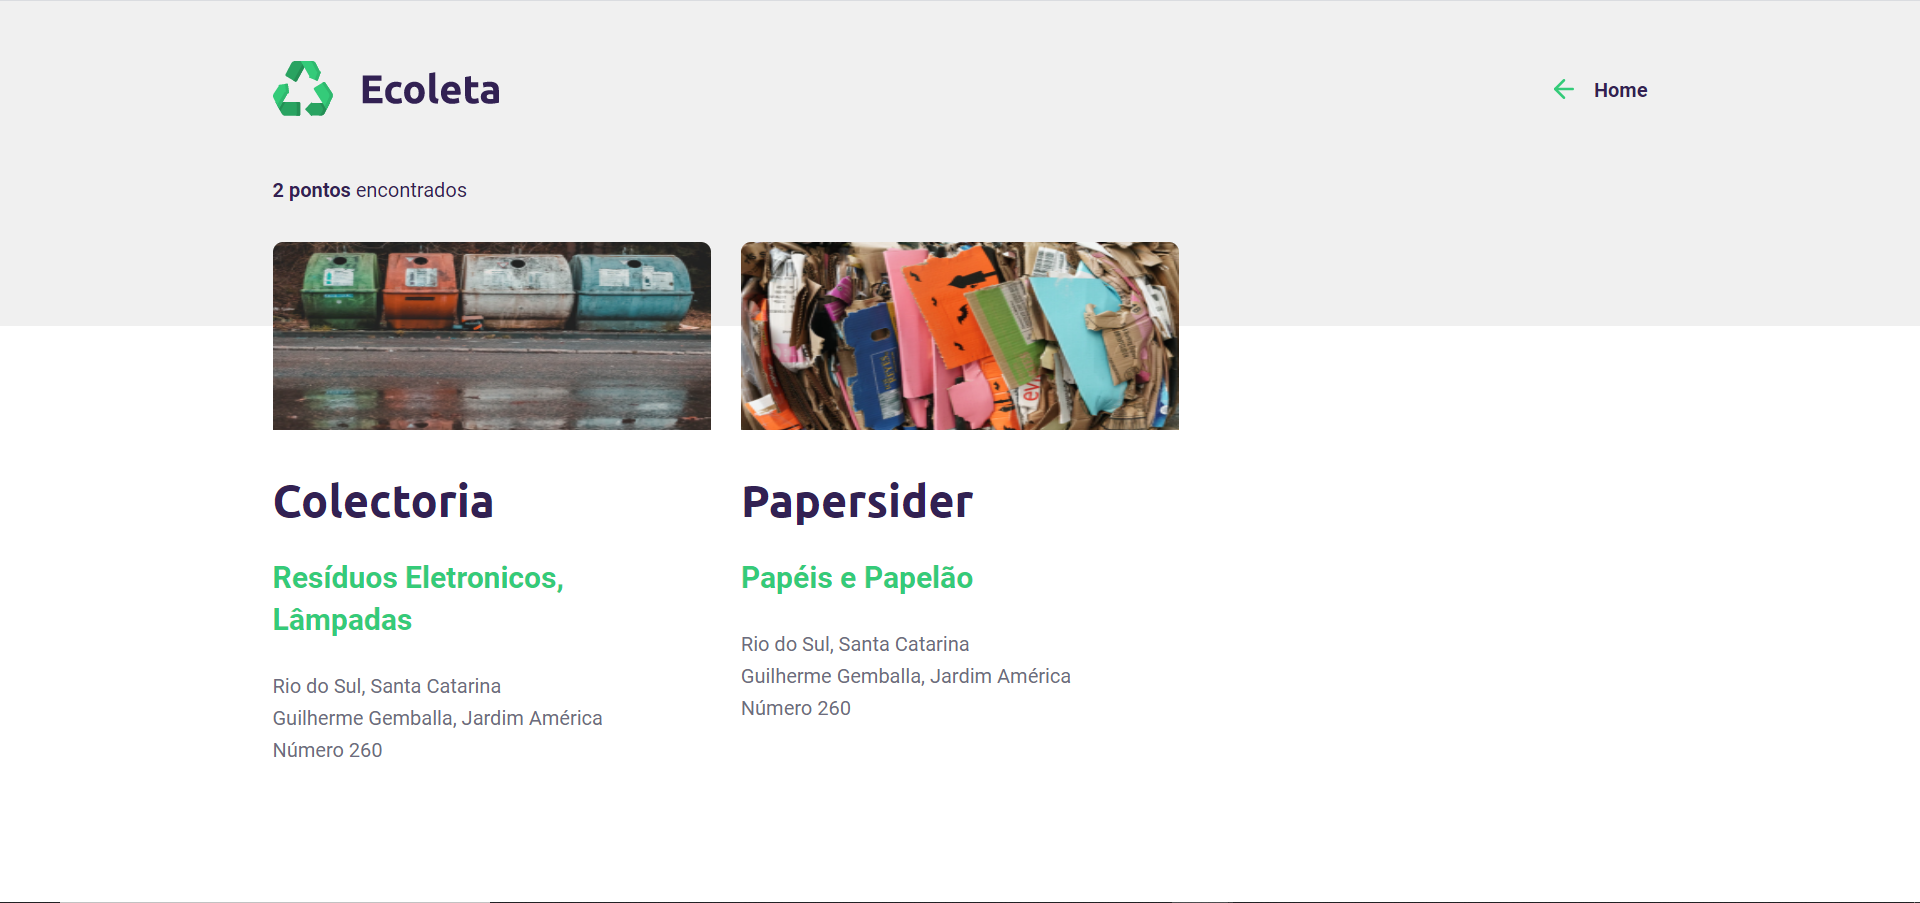 Ecoleta
Home
2 pontos encontrados
Colectoria
Resíduos Eletronicos,
Lâmpadas
Rio do Sul, Santa Catarina
Guilherme Gemballa, Jardim América
Número 260
Papersider
Papéis e Papelão
Rio do Sul, Santa Catarina
Guilherme Gemballa, Jardim América
Número 260